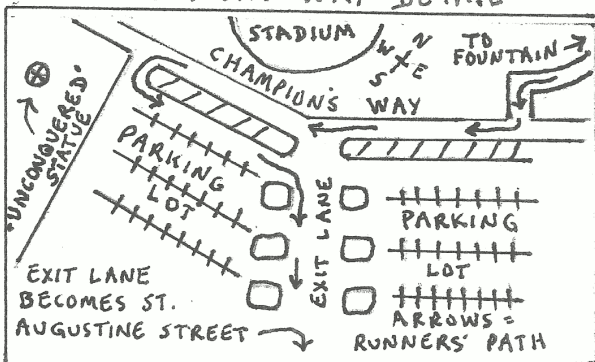 STADIUM
N
W
E
S
TO
FOUNTAIN
CHAMPION'S WAY
"UNCONQUERED"
STATUE
PARKING
LOT
EXIT LANE
PARKING
LOT
EXIT LANE
BECOMES ST.
AUGUSTINE STREET
ARROWS =
RUNNERS' PATH